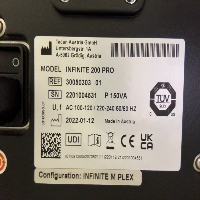 Tecan Austria GmbH
Untersbergstr. 1A
A-5082 Grödig, Austria
MODEL INFINITE 200 PRO
REF 30050303 01
SN 2201004631 P 150VA
U AC 100-120 / 220-240 60/50 HZ
2022-01-12 Made in Austria
UDI CE UK CA
Configuration: INFINITE M PLEX
TÜV